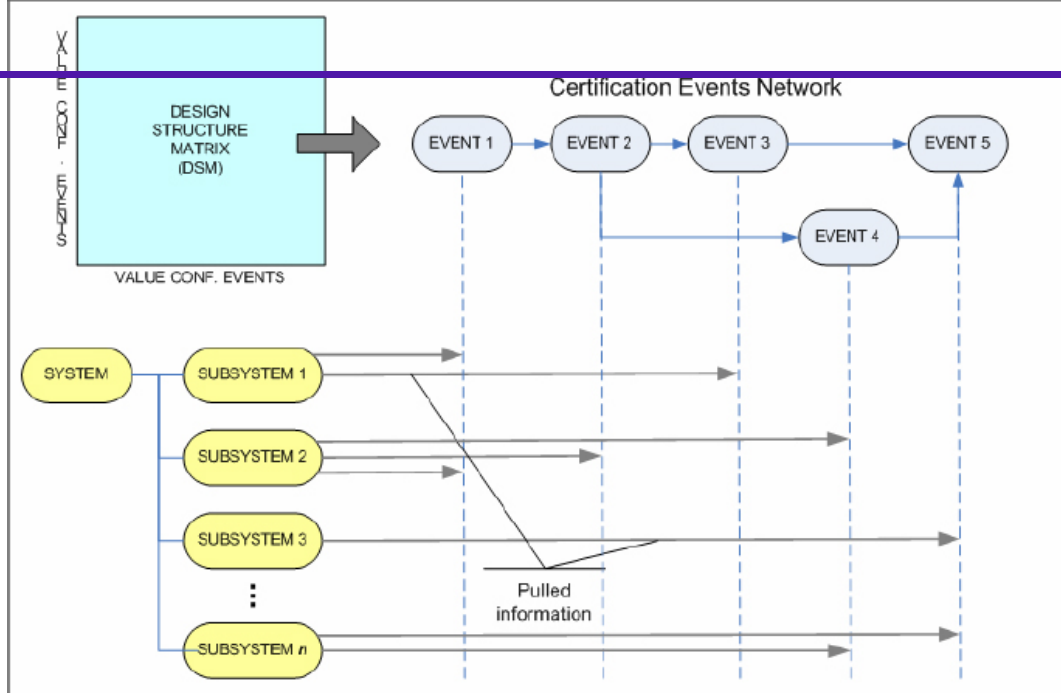 VALUE CONF. EVENTS
DESIGN
STRUCTURE
MATRIX
(DSM)
VALUE CONF. EVENTS
Certification Events Network
EVENT 1
EVENT 2
EVENT 3
EVENT 5
EVENT 4
SYSTEM
SUBSYSTEM 1
SUBSYSTEM 2
SUBSYSTEM 3
⋮
SUBSYSTEM n
Pulled
information